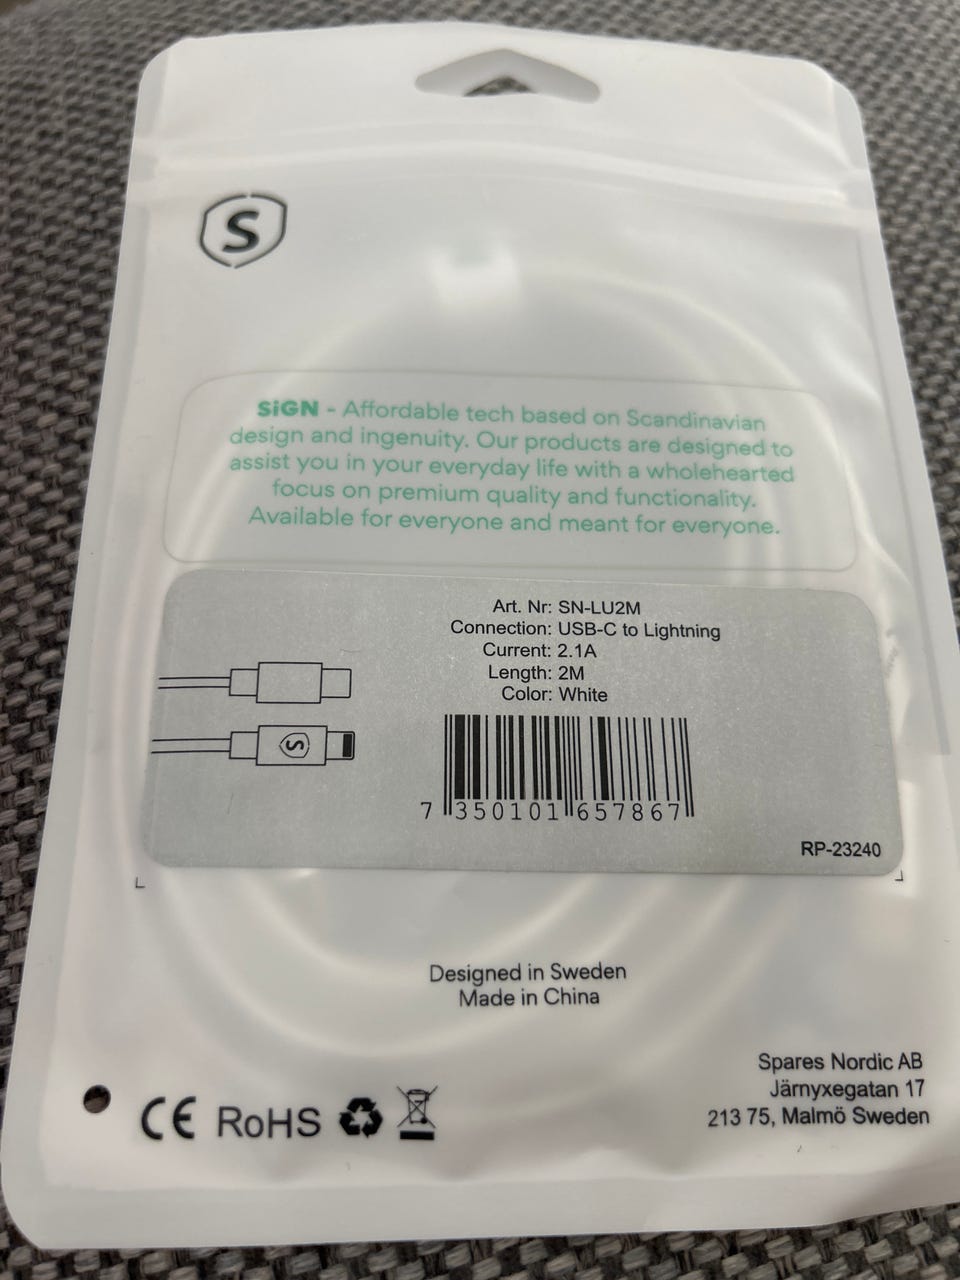 S
SiGN - Affordable tech based on Scandinavian
design and ingenuity. Our products are designed to
assist you in your everyday life with a wholehearted
focus on premium quality and functionality.
Available for everyone and meant for everyone.
Art. Nr: SN-LU2M
Connection: USB-C to Lightning
Current: 2.1A
Length: 2M
Color: White
S
7 350101 657867
RP-23240
Designed in Sweden
Made in China
Spares Nordic AB
Järnyxegatan 17
213 75, Malmö Sweden
CE RoHS